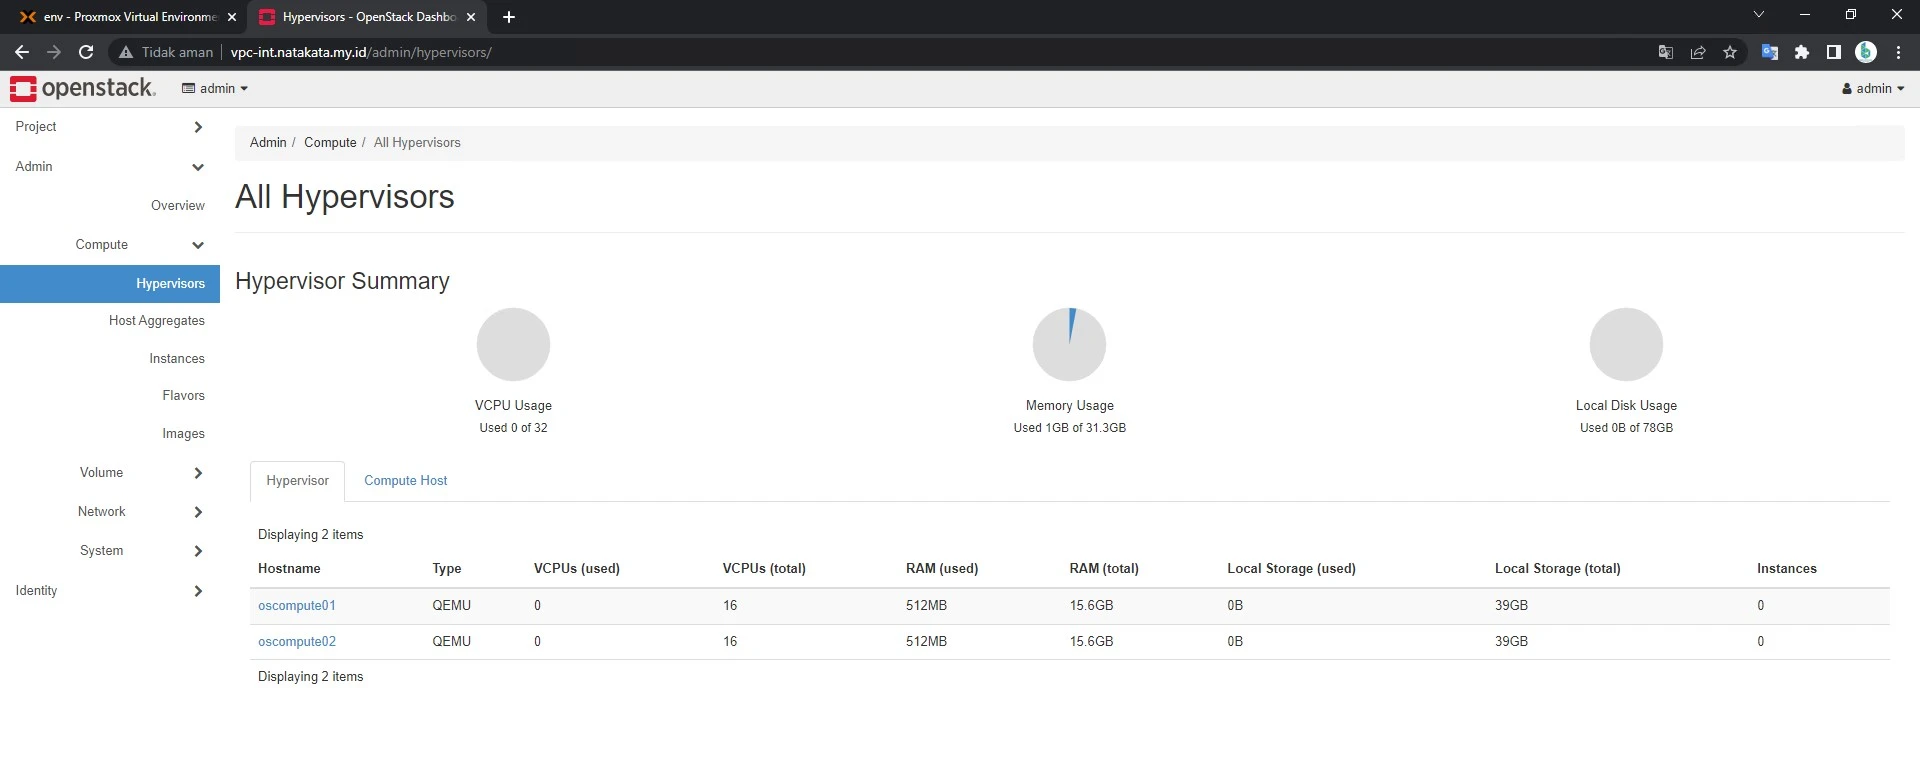 env - Proxmox Virtual Environme
Hypervisors - OpenStack Dashbo
Tidak aman
vpc-int.natakata.my.id/admin/hypervisors/
openstack.
admin
admin
Project
Admin
Overview
Compute
Hypervisors
Host Aggregates
Instances
Flavors
Images
Volume
Network
System
Identity
Admin / Compute / All Hypervisors
All Hypervisors
Hypervisor Summary
VCPU Usage
Used 0 of 32
Memory Usage
Used 1GB of 31.3GB
Local Disk Usage
Used 0B of 78GB
Hypervisor Compute Host
Displaying 2 items
Hostname Type VCPUs (used) VCPUs (total) RAM (used) RAM (total) Local Storage (used) Local Storage (total) Instances
oscompute01 QEMU 0 16 512MB 15.6GB 0B 39GB 0
oscompute02 QEMU 0 16 512MB 15.6GB 0B 39GB 0
Displaying 2 items